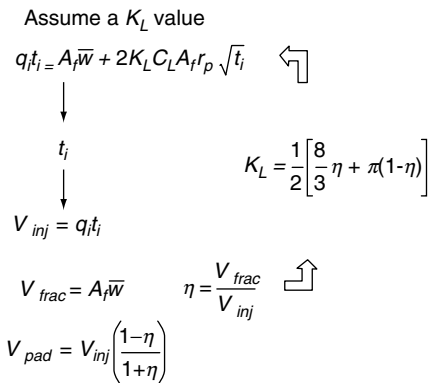 Assume a K_L value
q_i t_i = A_f w̅ + 2K_L C_L A_f r_p √t_i
t_i
K_L = 1/2 [8/3 η + π(1-η)]
V_inj = q_i t_i
V_frac = A_f w̅    η = V_frac / V_inj
V_pad = V_inj (1−η / 1+η)